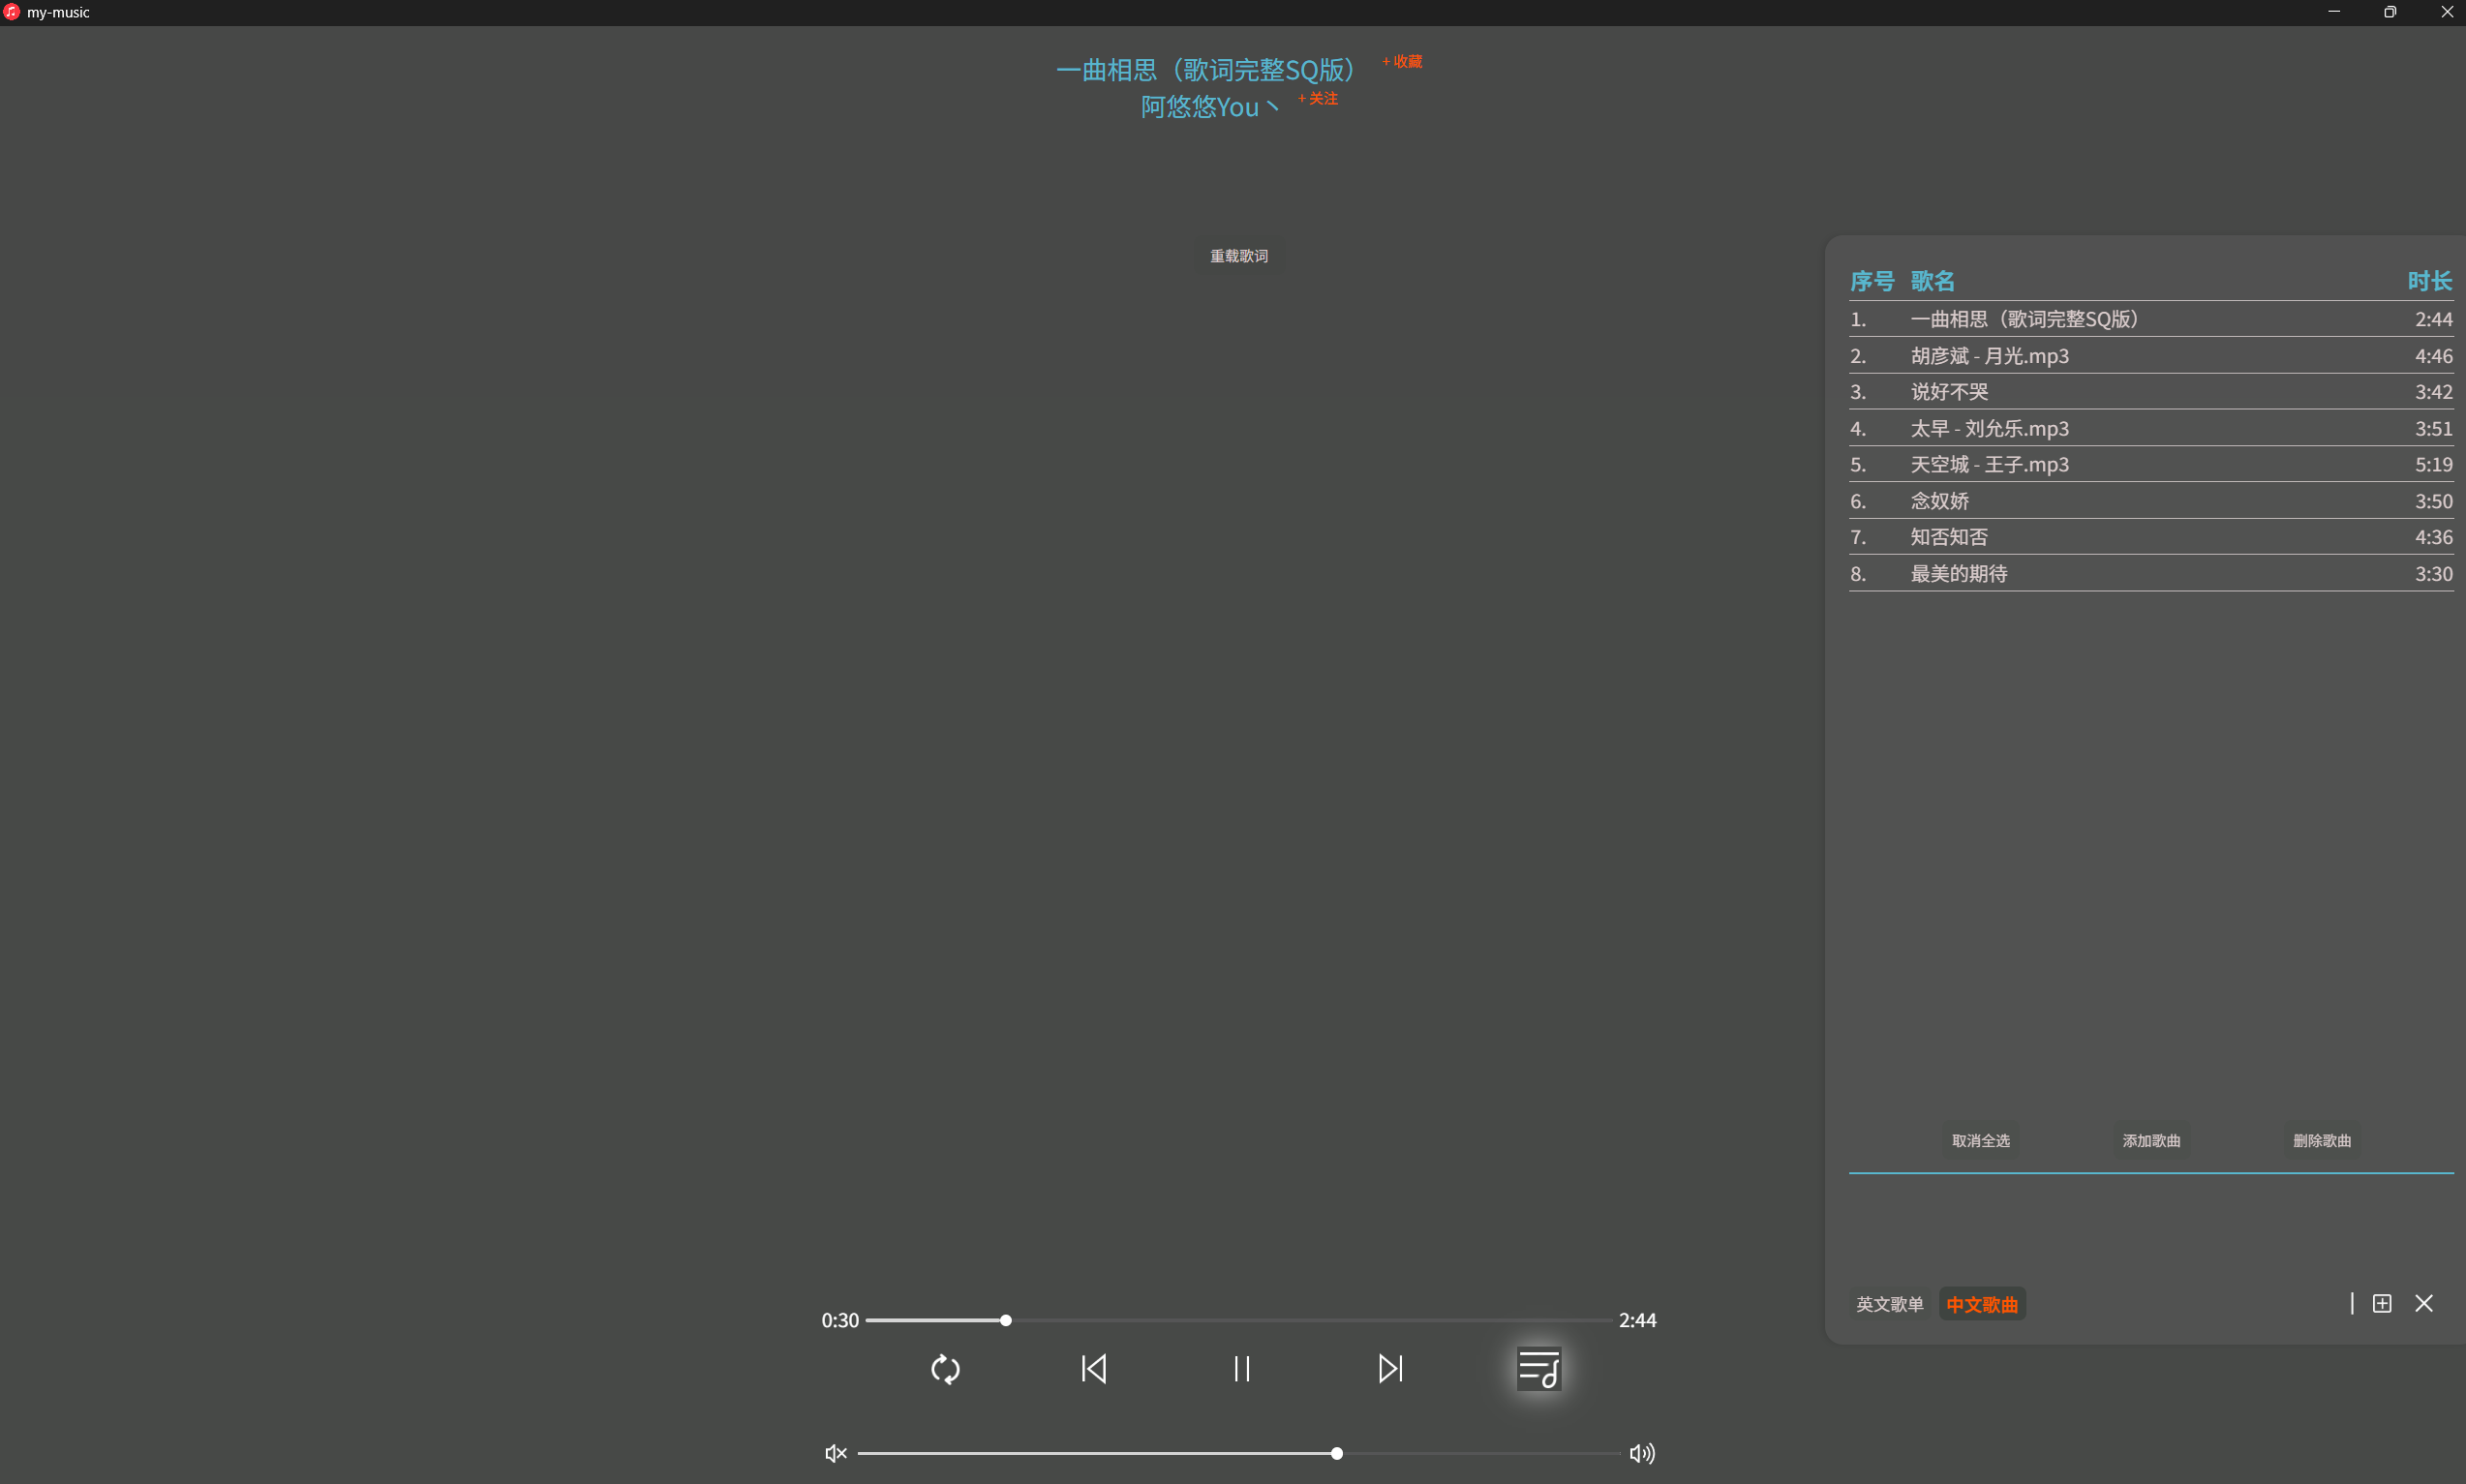 my-music
一曲相思（歌词完整SQ版） + 收藏
阿悠悠You丶 + 关注
重载歌词
序号 歌名 时长
1. 一曲相思（歌词完整SQ版） 2:44
2. 胡彦斌 - 月光.mp3 4:46
3. 说好不哭 3:42
4. 太早 - 刘允乐.mp3 3:51
5. 天空城 - 王子.mp3 5:19
6. 念奴娇 3:50
7. 知否知否 4:36
8. 最美的期待 3:30
取消全选 添加歌曲 删除歌曲
英文歌单 中文歌曲
0:30 2:44